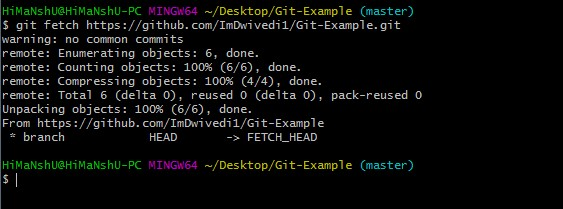 HiMaNshU@HiMaNshU-PC MINGW64 ~/Desktop/Git-Example (master)
$ git fetch https://github.com/ImDwivedi1/Git-Example.git
warning: no common commits
remote: Enumerating objects: 6, done.
remote: Counting objects: 100% (6/6), done.
remote: Compressing objects: 100% (4/4), done.
remote: Total 6 (delta 0), reused 0 (delta 0), pack-reused 0
Unpacking objects: 100% (6/6), done.
From https://github.com/ImDwivedi1/Git-Example
 * branch            HEAD       -> FETCH_HEAD
HiMaNshU@HiMaNshU-PC MINGW64 ~/Desktop/Git-Example (master)
$